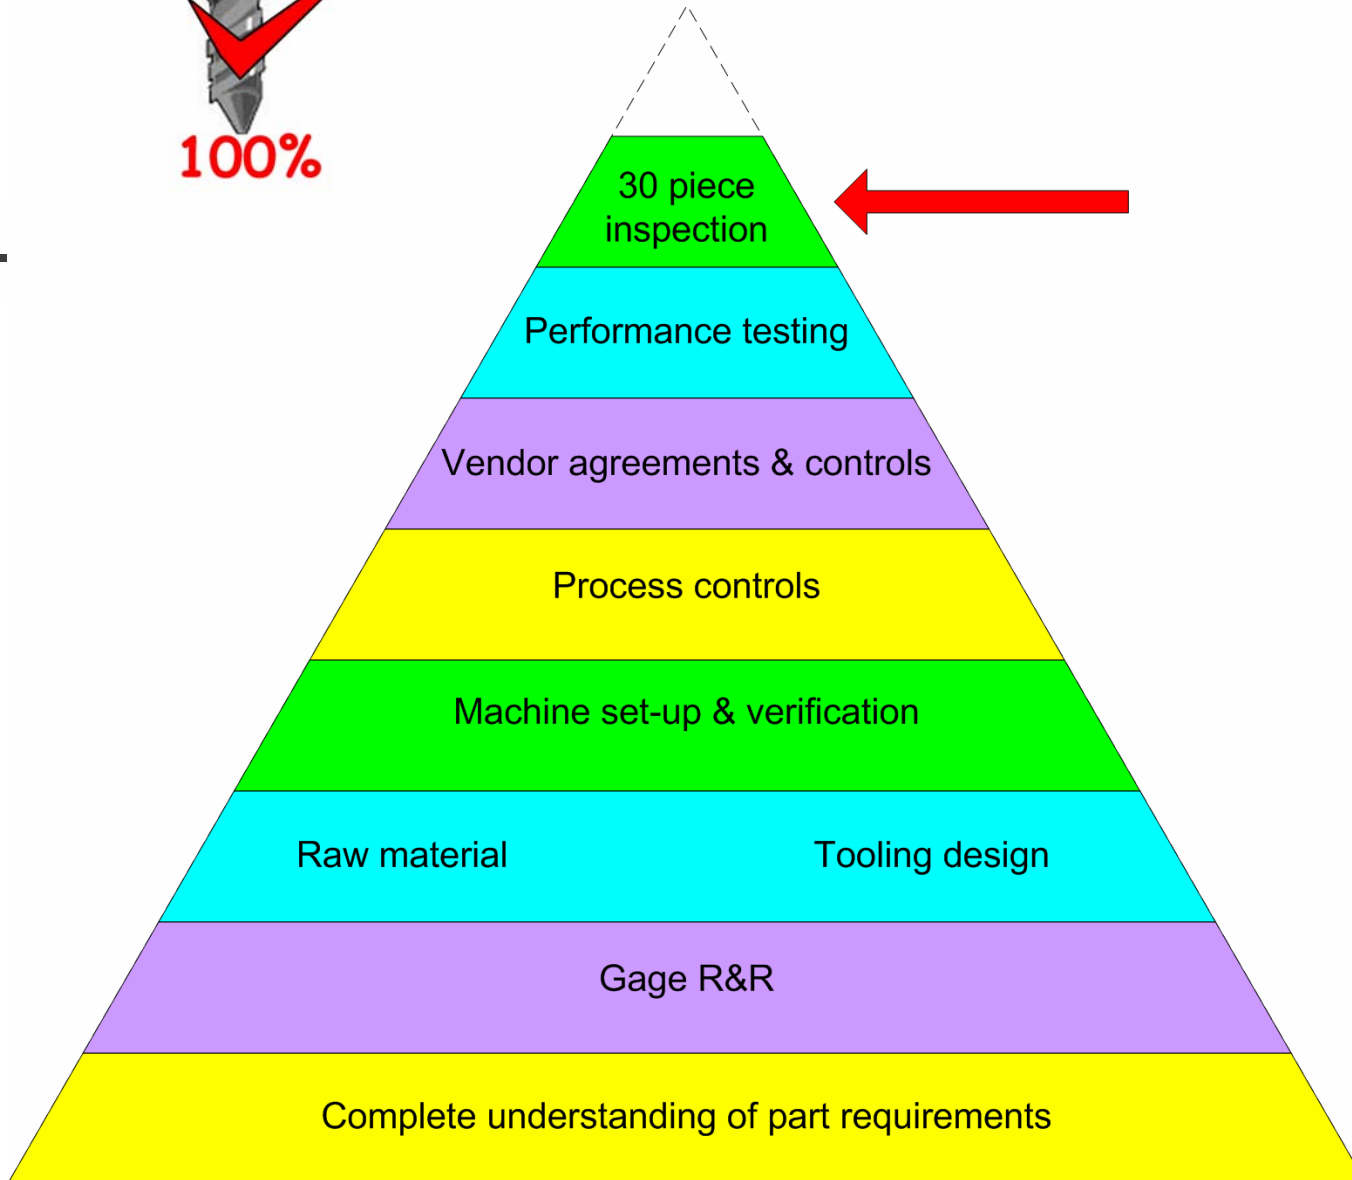 100%
30 piece
inspection
Performance testing
Vendor agreements & controls
Process controls
Machine set-up & verification
Raw material Tooling design
Gage R&R
Complete understanding of part requirements